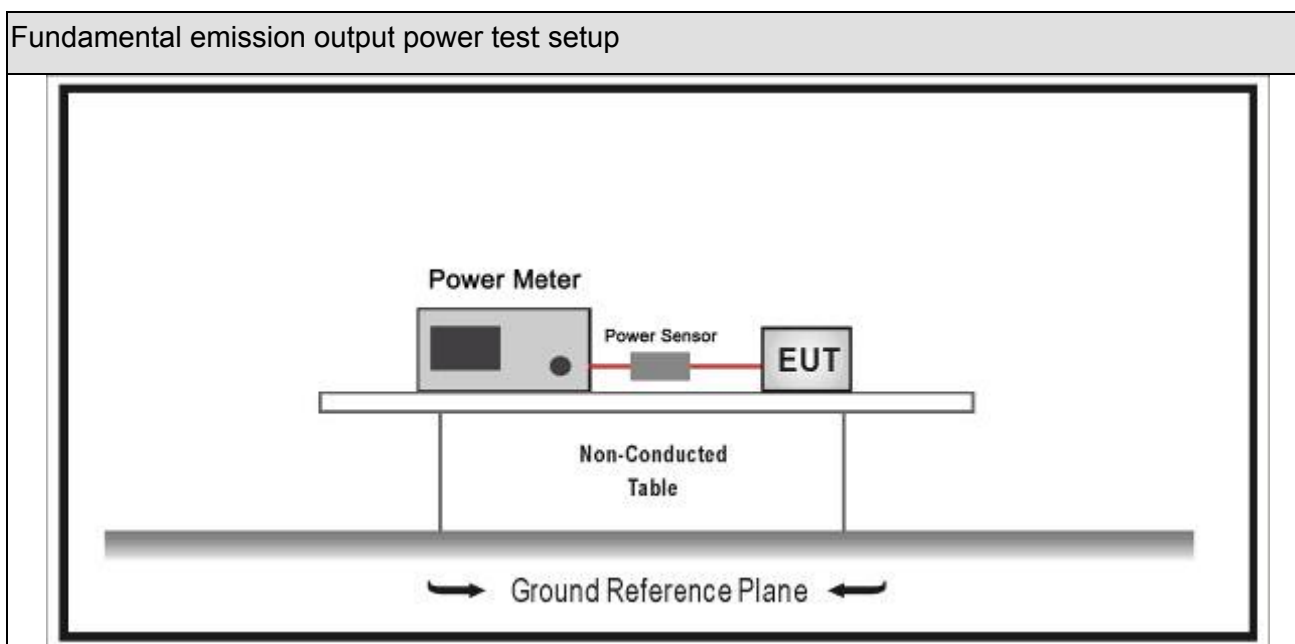 Fundamental emission output power test setup
Power Meter
Power Sensor
EUT
Non-Conducted
Table
Ground Reference Plane